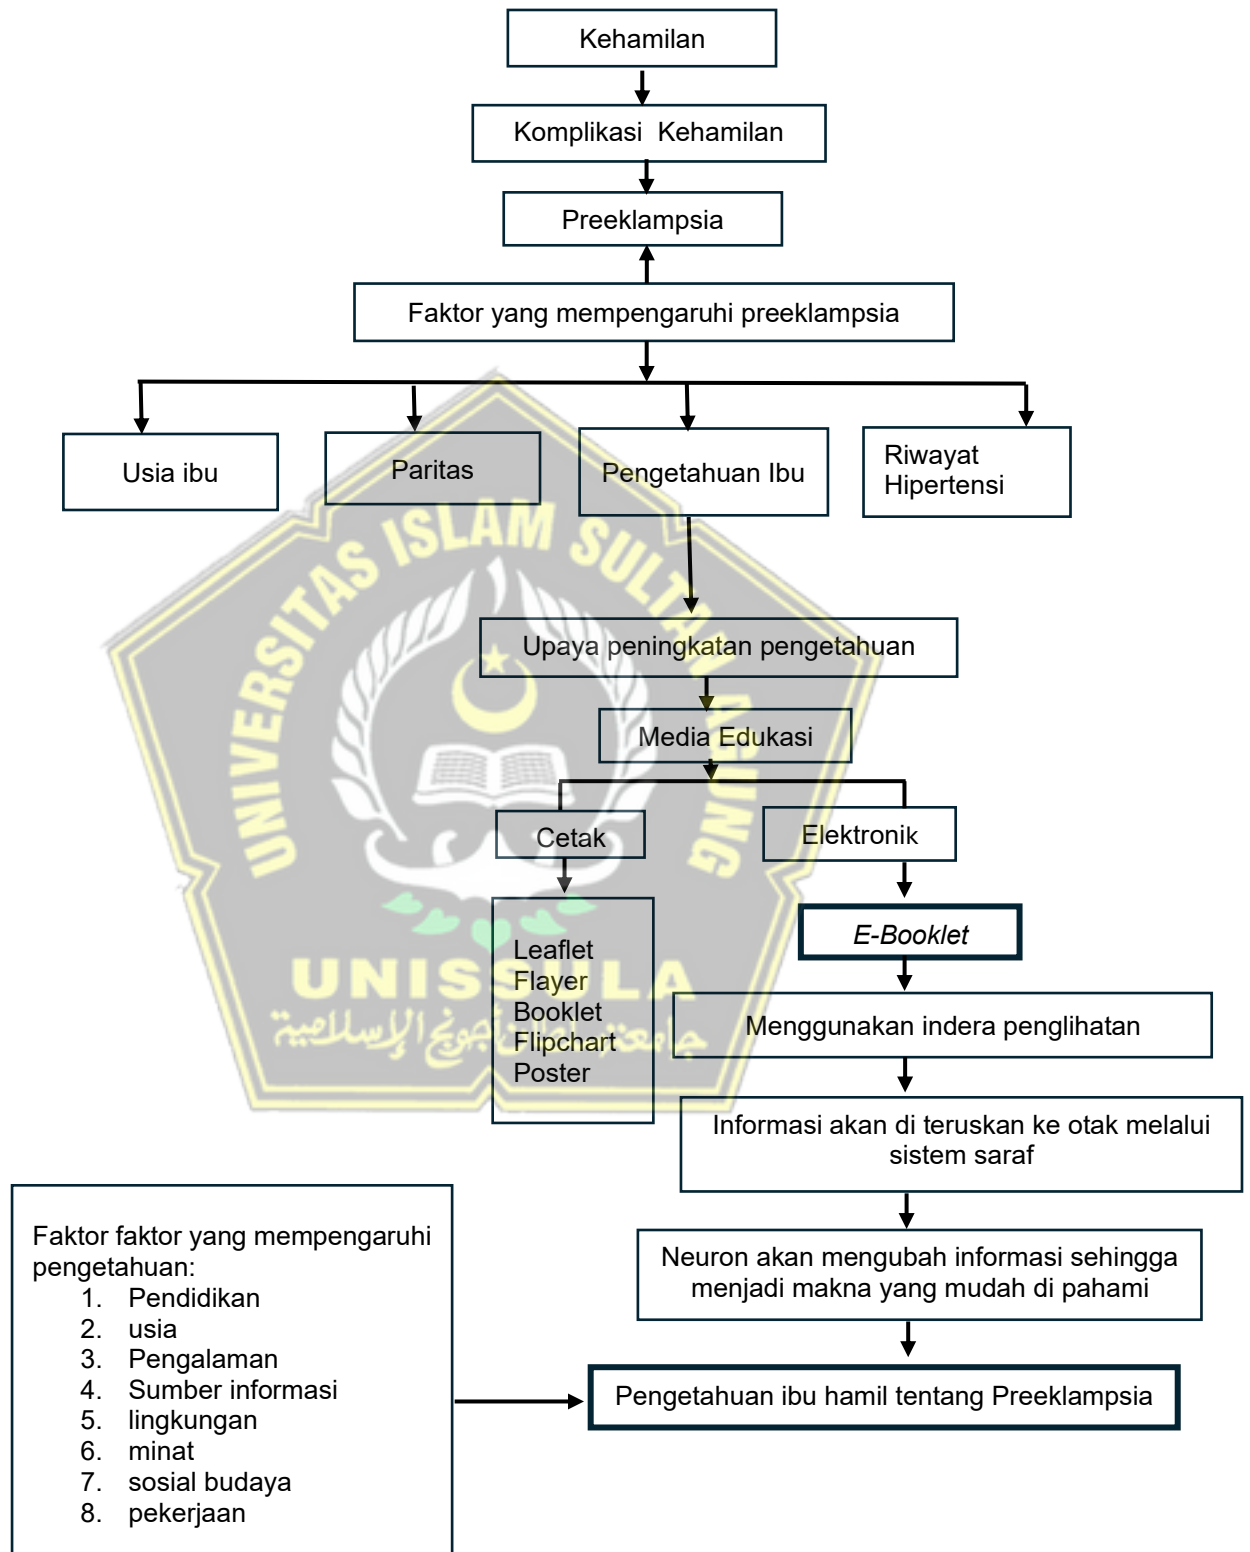 Kehamilan
Komplikasi Kehamilan
Preeklampsia
Faktor yang mempengaruhi preeklampsia
Usia ibu
Paritas
Pengetahuan Ibu
Riwayat
Hipertensi
UNIVERSITAS ISLAM SULTAN AGUNG
Upaya peningkatan pengetahuan
Media Edukasi
Cetak
Elektronik
Leaflet
Flayer
Booklet
Flipchart
Poster
E-Booklet
UNISSULA
جامعة سلطان أجونج الإسلامية
Menggunakan indera penglihatan
Informasi akan di teruskan ke otak melalui
sistem saraf
Neuron akan mengubah informasi sehingga
menjadi makna yang mudah di pahami
Faktor faktor yang mempengaruhi
pengetahuan:
1. Pendidikan
2. usia
3. Pengalaman
4. Sumber informasi
5. lingkungan
6. minat
7. sosial budaya
8. pekerjaan
Pengetahuan ibu hamil tentang Preeklampsia